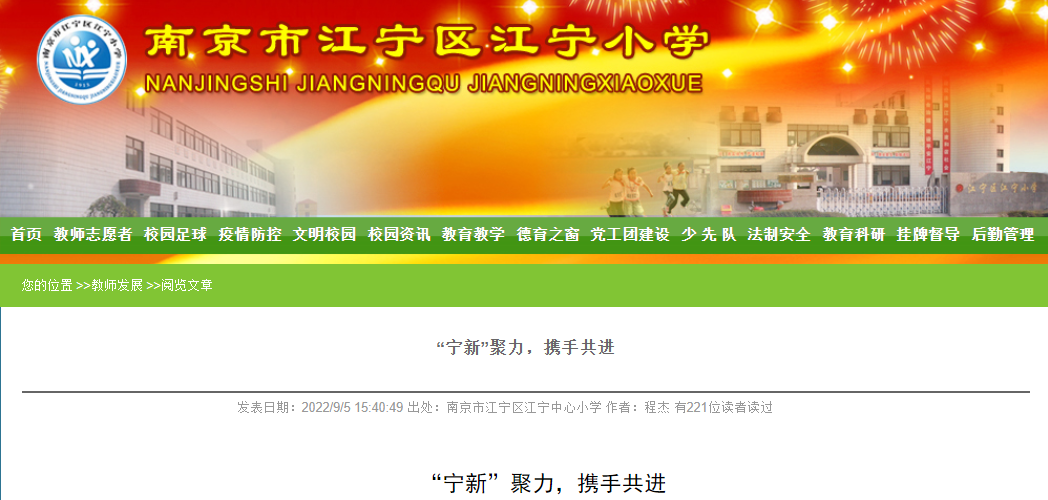 南京市江宁区江宁小学
NANJINGSHI JIANGNINGQU JIANGNINGXIAOXUE
江宁区江宁小学
首页 教师志愿者 校园足球 疫情防控 文明校园 校园资讯 教育教学 德育之窗 党工团建设 少 先 队 法制安全 教育科研 挂牌督导 后勤管理
您的位置 >>教师发展 >>阅览文章
“宁新”聚力，携手共进
发表日期：2022/9/5 15:40:49 出处：南京市江宁区江宁中心小学 作者：程杰 有221位读者读过
“宁新”聚力，携手共进